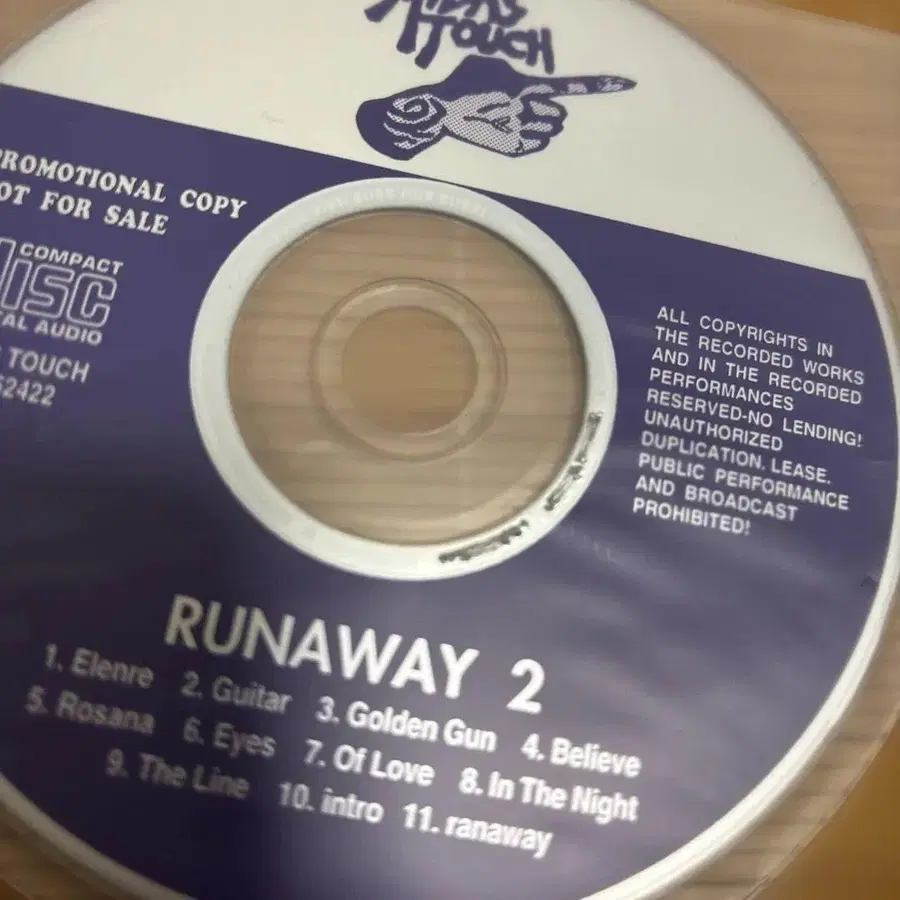 TOUCH
PROMOTIONAL COPY
NOT FOR SALE
COMPACT
disc
TAL AUDIO
TOUCH
62422
ALL COPYRIGHTS IN
THE RECORDED WORKS
AND IN THE RECORDED
PERFORMANCES
RESERVED-NO LENDING!
UNAUTHORIZED
DUPLICATION. LEASE.
PUBLIC PERFORMANCE
AND BROADCAST
PROHIBITED!
RUNAWAY 2
1. Elenre 2. Guitar 3. Golden Gun 4. Believe
5. Rosana 6. Eyes 7. Of Love 8. In The Night
9. The Line 10. intro 11. ranaway